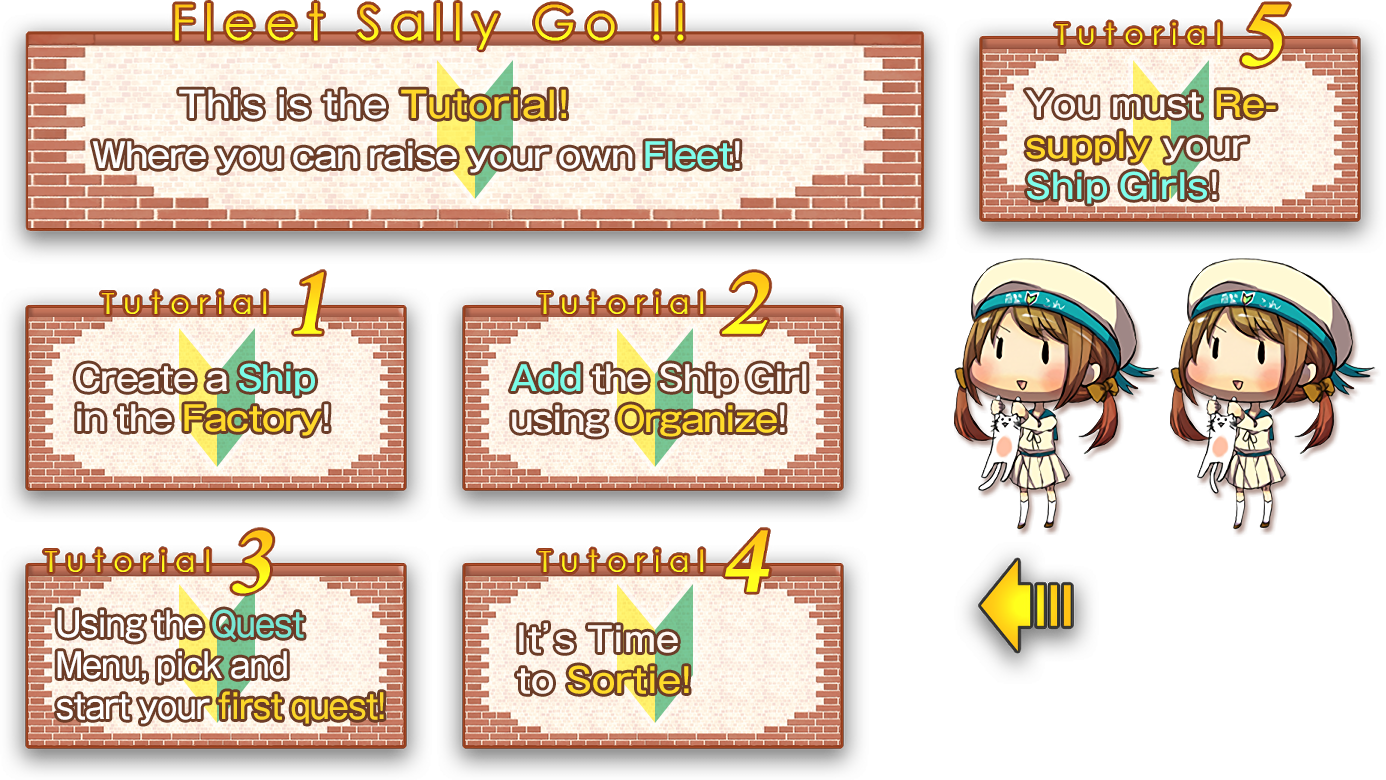 Fleet Sally Go !!
This is the Tutorial!
Where you can raise your own Fleet!
Tutorial 1
Create a Ship
in the Factory!
Tutorial 2
Add the Ship Girl
using Organize!
Tutorial 3
Using the Quest
Menu, pick and
start your first quest!
Tutorial 4
It's Time
to Sortie!
Tutorial 5
You must Re-
supply your
Ship Girls!